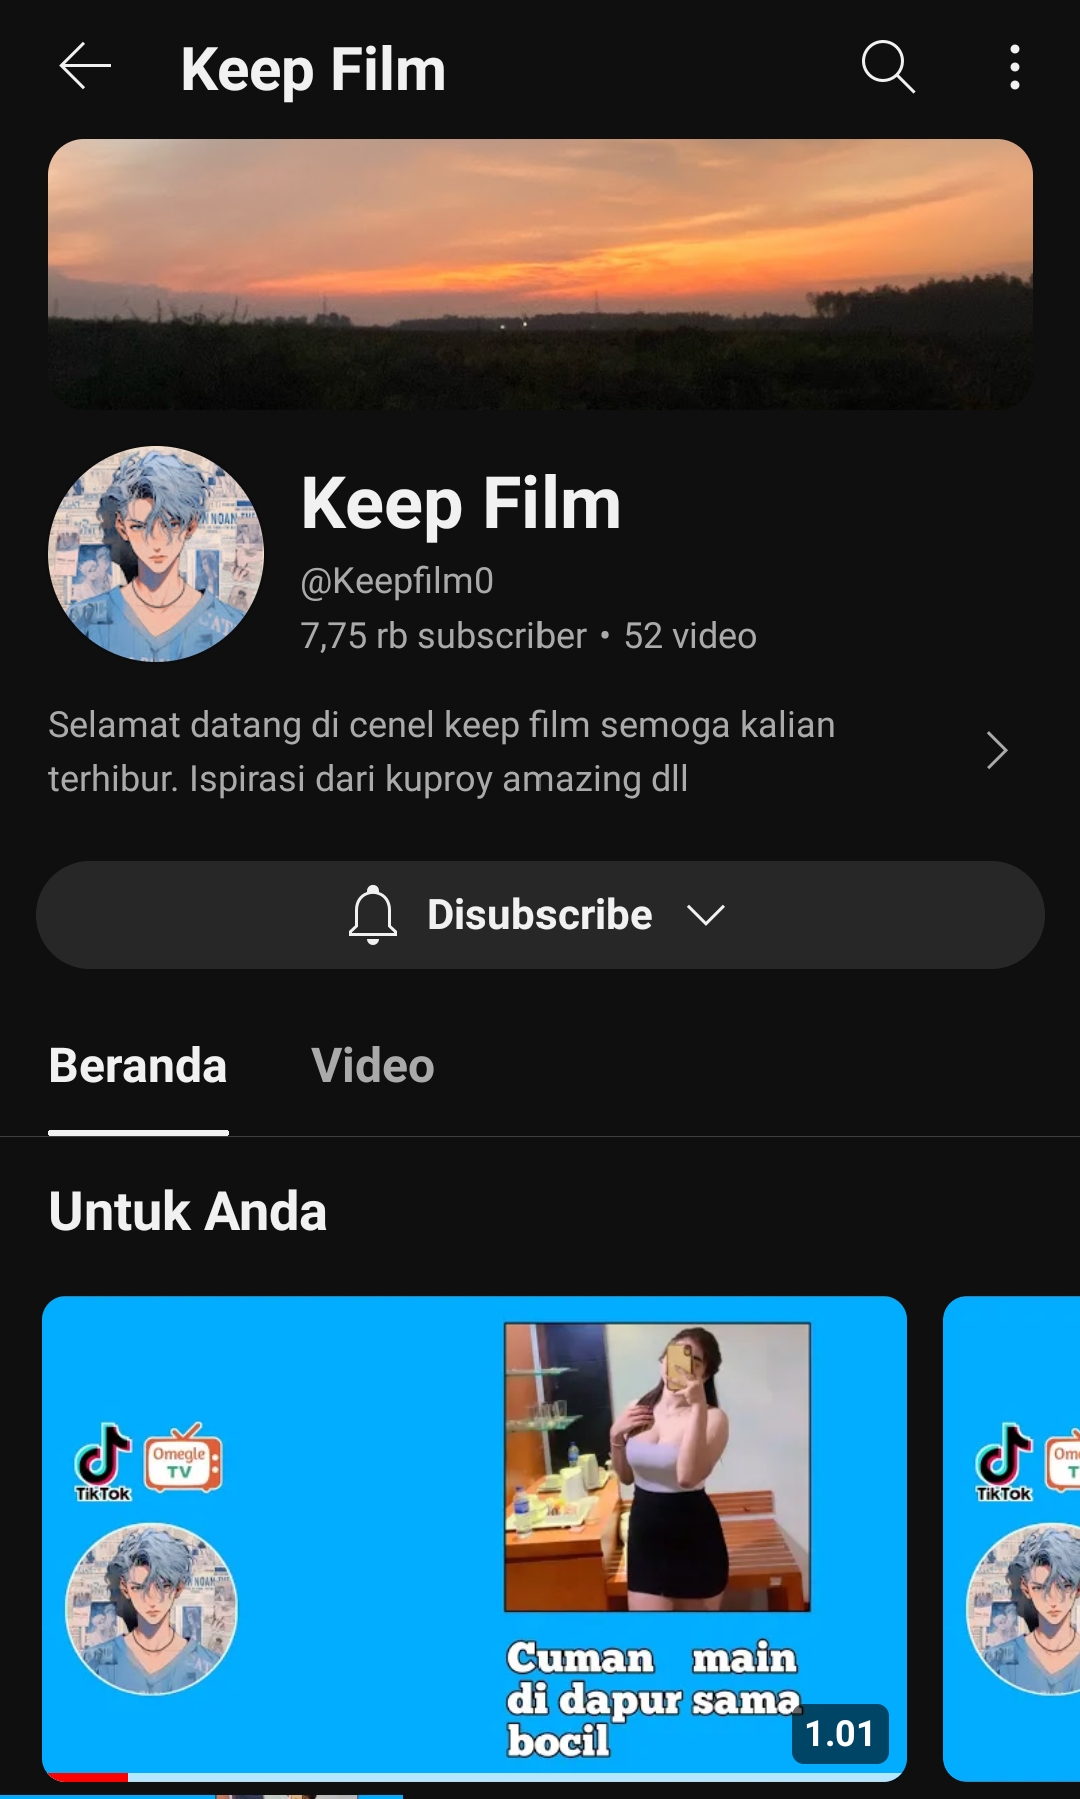 Keep Film
Keep Film
@Keepfilm0
7,75 rb subscriber • 52 video
Selamat datang di cenel keep film semoga kalian
terhibur. Ispirasi dari kuproy amazing dll
Disubscribe
Beranda Video
Untuk Anda
TikTok
Omegle
TV
Cuman main
di dapur sama
bocil
1.01
TikTok